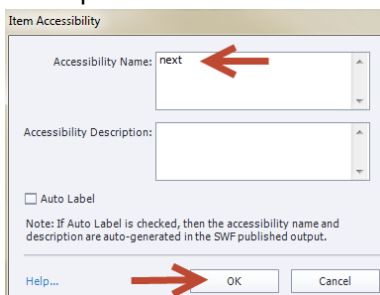 Item Accessibility
Accessibility Name: next
Accessibility Description:
Auto Label
Note: If Auto Label is checked, then the accessibility name and
description are auto-generated in the SWF published output.
Help... OK Cancel